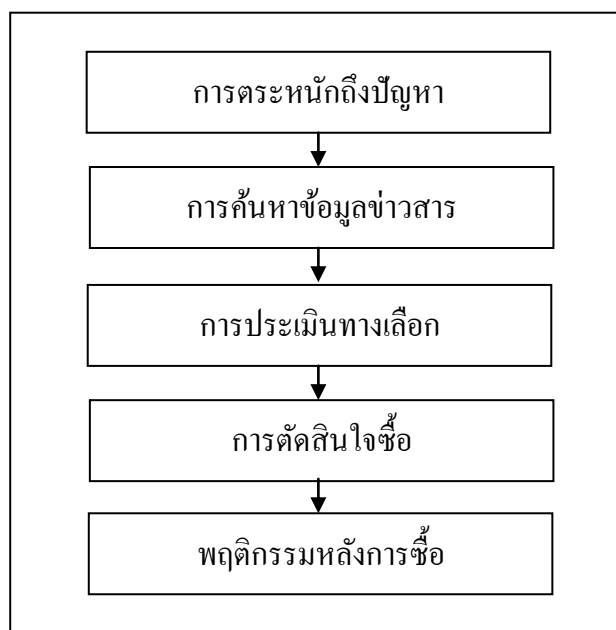 การตระหนักถึงปัญหา
การค้นหาข้อมูลข่าวสาร
การประเมินทางเลือก
การตัดสินใจซื้อ
พฤติกรรมหลังการซื้อ